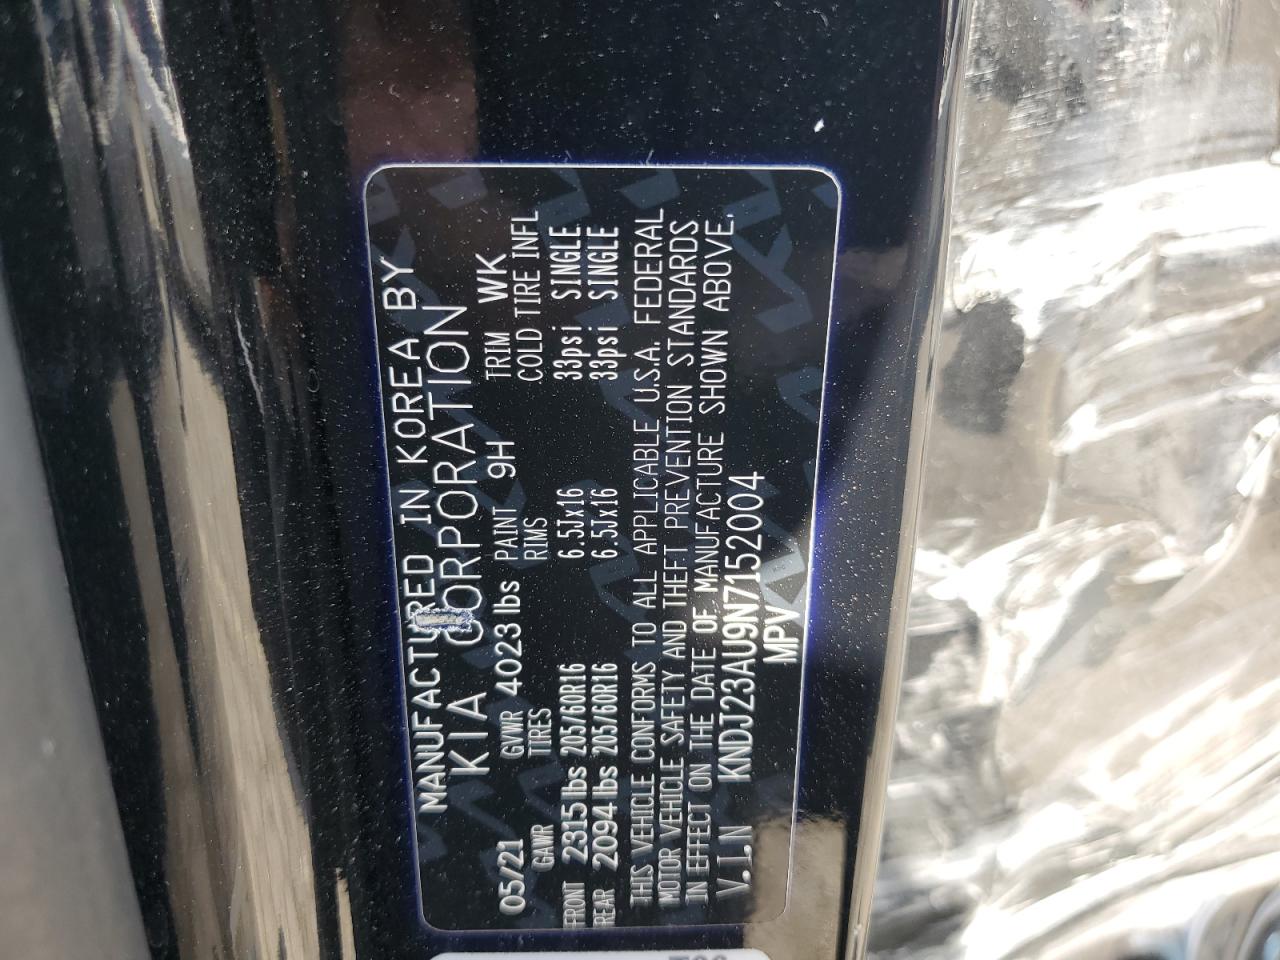 MANUFACTURED IN KOREA BY
KIA CORPORATION
05/21 GVWR 4023 lbs PAINT 9H TRIM WK
GAWR TIRES RIMS COLD TIRE INFL
FRONT 2315 lbs 205/60R16 6.5Jx16 33psi SINGLE
REAR 2094 lbs 205/60R16 6.5Jx16 33psi SINGLE
THIS VEHICLE CONFORMS TO ALL APPLICABLE U.S.A. FEDERAL
MOTOR VEHICLE SAFETY AND THEFT PREVENTION STANDARDS
IN EFFECT ON THE DATE OF MANUFACTURE SHOWN ABOVE.
V.I.N KNDJ23AU9N7152004
MPV